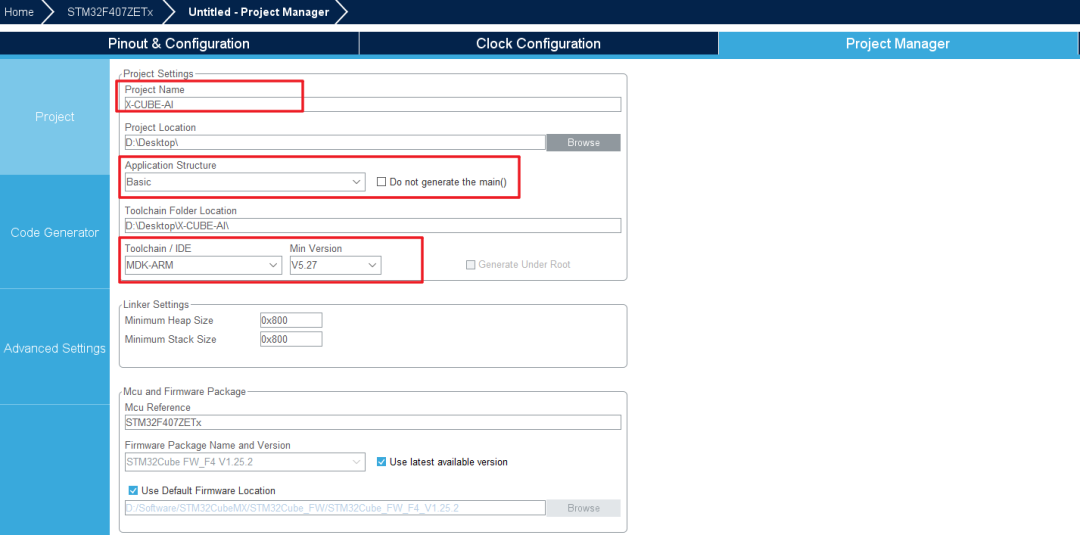 Home STM32F407ZETx Untitled - Project Manager
Pinout & Configuration Clock Configuration Project Manager
Project
Code Generator
Advanced Settings
Project Settings
Project Name
X-CUBE-AI
Project Location
D:\Desktop\ Browse
Application Structure
Basic Do not generate the main()
Toolchain Folder Location
D:\Desktop\X-CUBE-AI\
Toolchain / IDE Min Version
MDK-ARM V5.27 Generate Under Root
Linker Settings
Minimum Heap Size 0x800
Minimum Stack Size 0x800
Mcu and Firmware Package
Mcu Reference
STM32F407ZETx
Firmware Package Name and Version
STM32Cube FW_F4 V1.25.2 Use latest available version
Use Default Firmware Location
D:/Software/STM32CubeMX/STM32Cube_FW/STM32Cube_FW_F4_V1.25.2 Browse